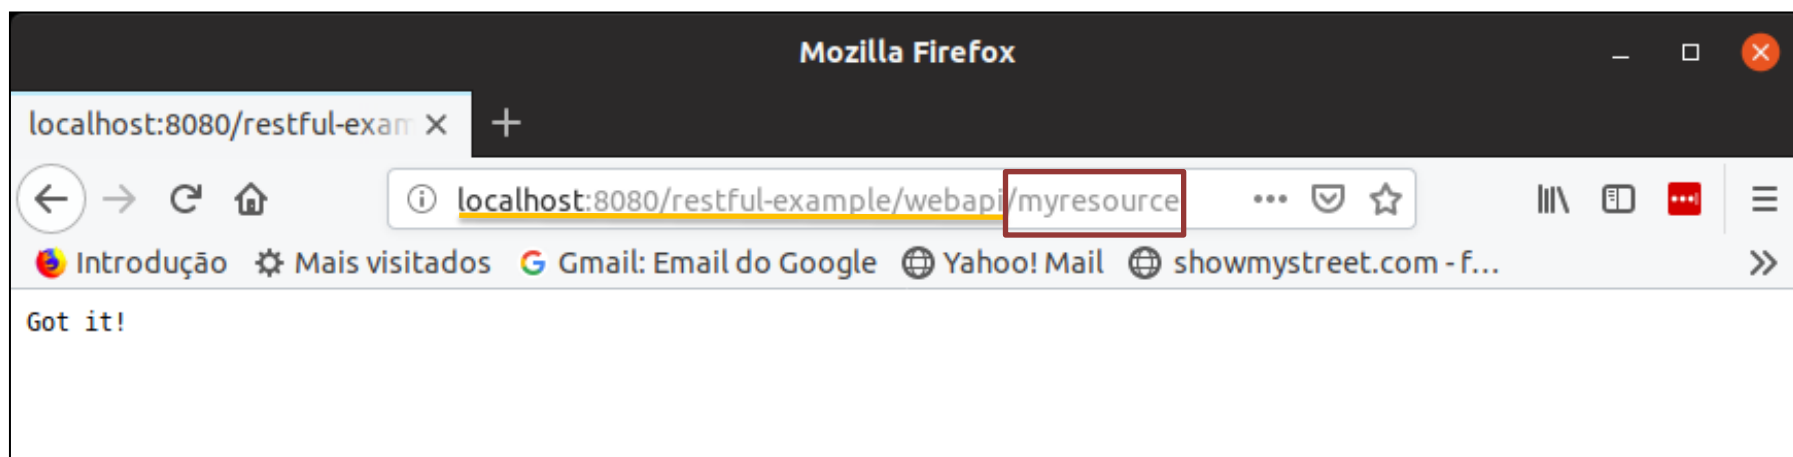 Mozilla Firefox
localhost:8080/restful-exam
localhost:8080/restful-example/webapi/myresource
Introdução Mais visitados Gmail: Email do Google Yahoo! Mail showmystreet.com - f...
Got it!